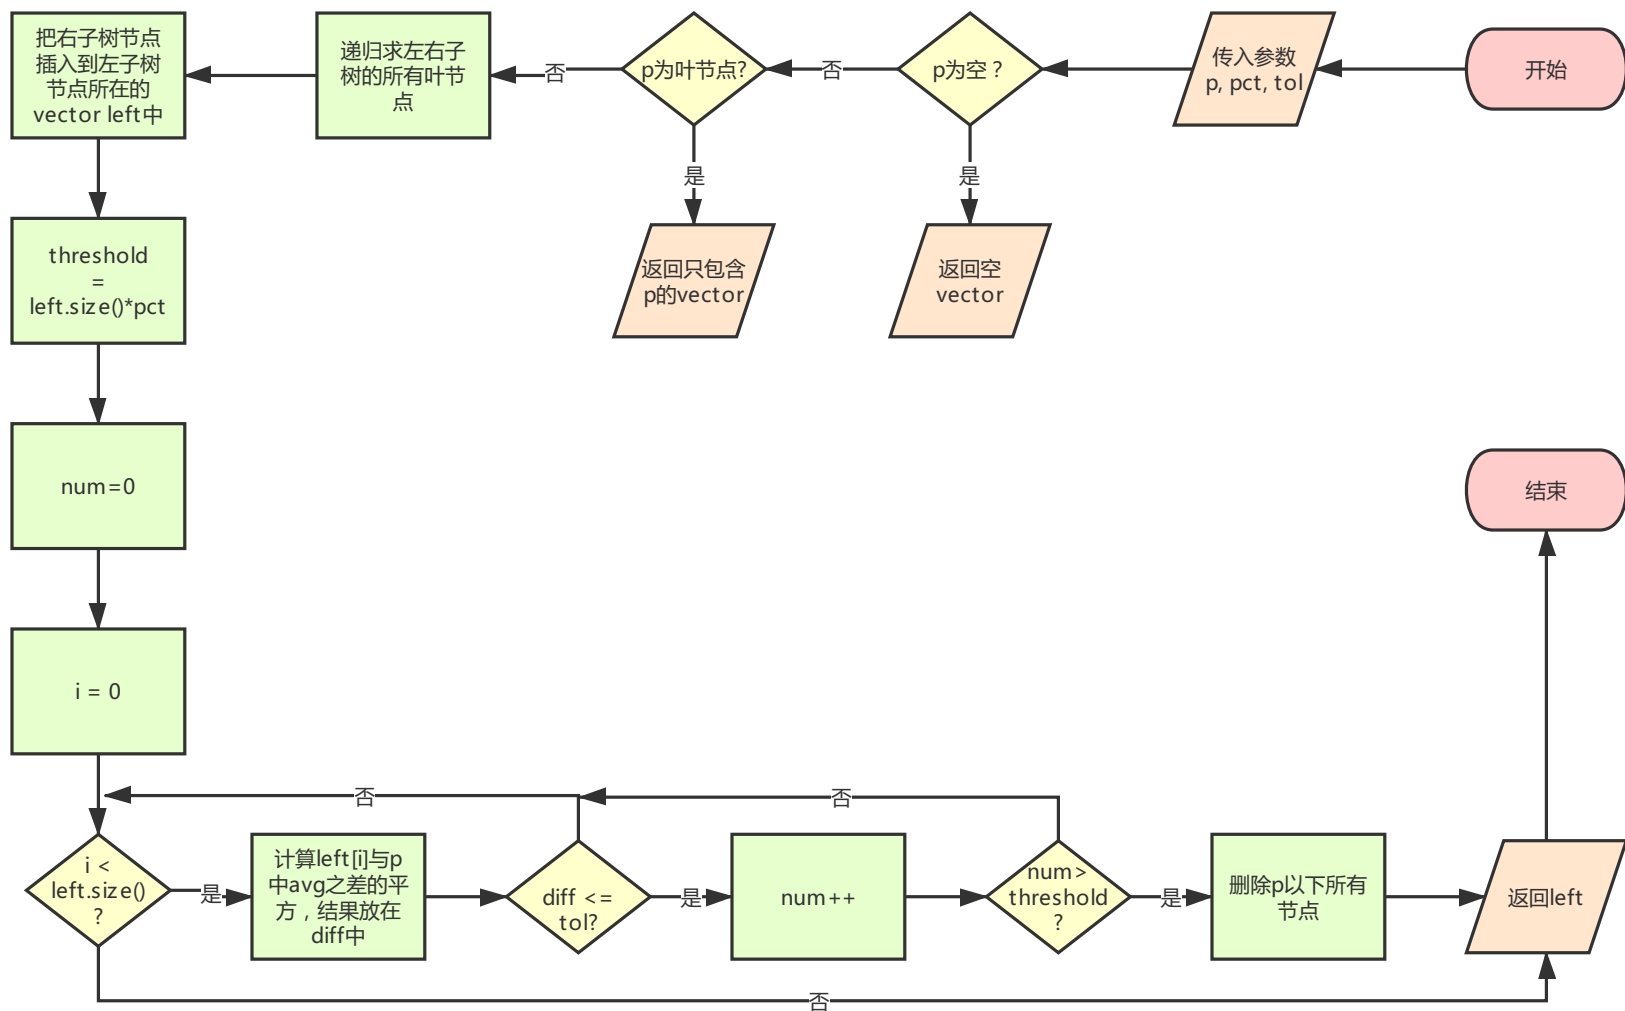 开始
传入参数
p, pct, tol
p为空？
否
是
返回空
vector
p为叶节点?
否
是
返回只包含
p的vector
递归求左右子
树的所有叶节
点
把右子树节点
插入到左子树
节点所在的
vector left中
threshold
=
left.size()*pct
num=0
i = 0
i <
left.size()
?
是
否
计算left[i]与p
中avg之差的平
方，结果放在
diff中
diff <=
tol?
否
是
num++
num>
threshold
?
否
是
删除p以下所有
节点
返回left
结束